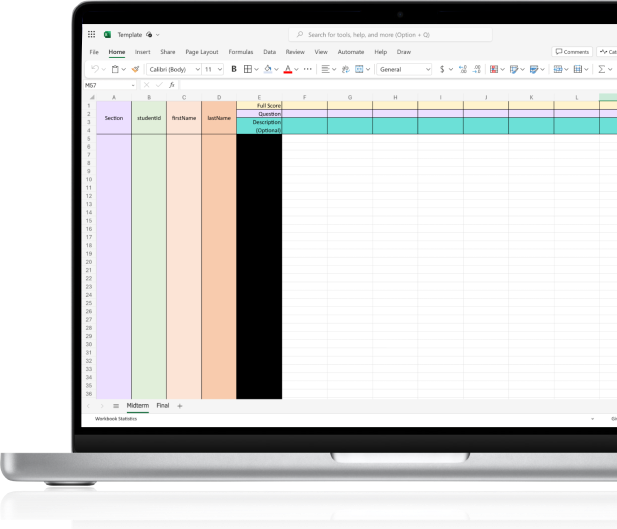 Template
Search for tools, help, and more (Option + Q)
File Home Insert Share Page Layout Formulas Data Review View Automate Help Draw Comments Cat
Calibri (Body) 11 B A General $
M57 fx
A B C D E F G H I J K L
1 Full Score
2 Question
3 Section studentId firstName lastName Description
4 (Optional)
5
6
7
8
9
10
11
12
13
14
15
16
17
18
19
20
21
22
23
24
25
26
27
28
29
30
31
32
33
34
35
36
Midterm Final +
Workbook Statistics